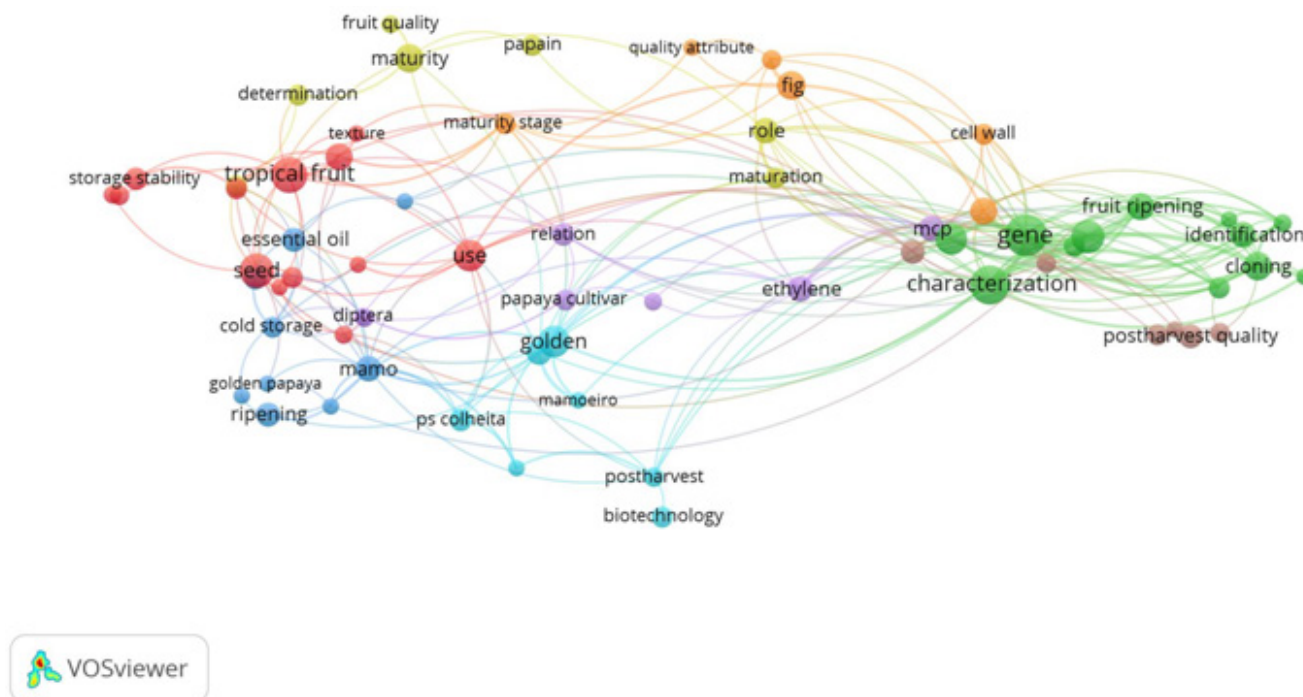 fruit quality
maturity
papain
quality attribute
fig
determination
maturity stage
role
cell wall
texture
tropical fruit
storage stability
maturation
fruit ripening
essential oil
relation
mcp
gene
identification
seed
use
cloning
papaya cultivar
ethylene
characterization
cold storage
diptera
golden
postharvest quality
mamo
golden papaya
ripening
ps colheita
mamoeiro
postharvest
biotechnology
VOSviewer